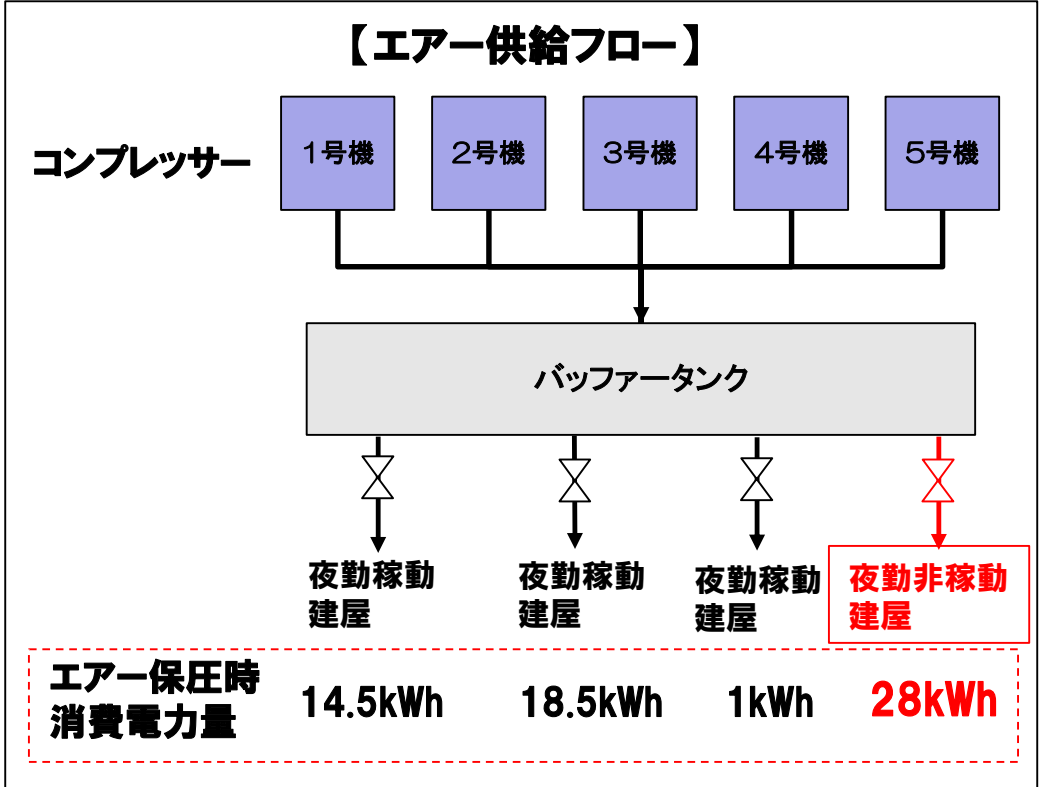 【エアー供給フロー】
コンプレッサー
1号機
2号機
3号機
4号機
5号機
バッファータンク
夜勤稼動
建屋
夜勤稼動
建屋
夜勤稼動
建屋
夜勤非稼動
建屋
エアー保圧時
消費電力量
14.5kWh
18.5kWh
1kWh
28kWh